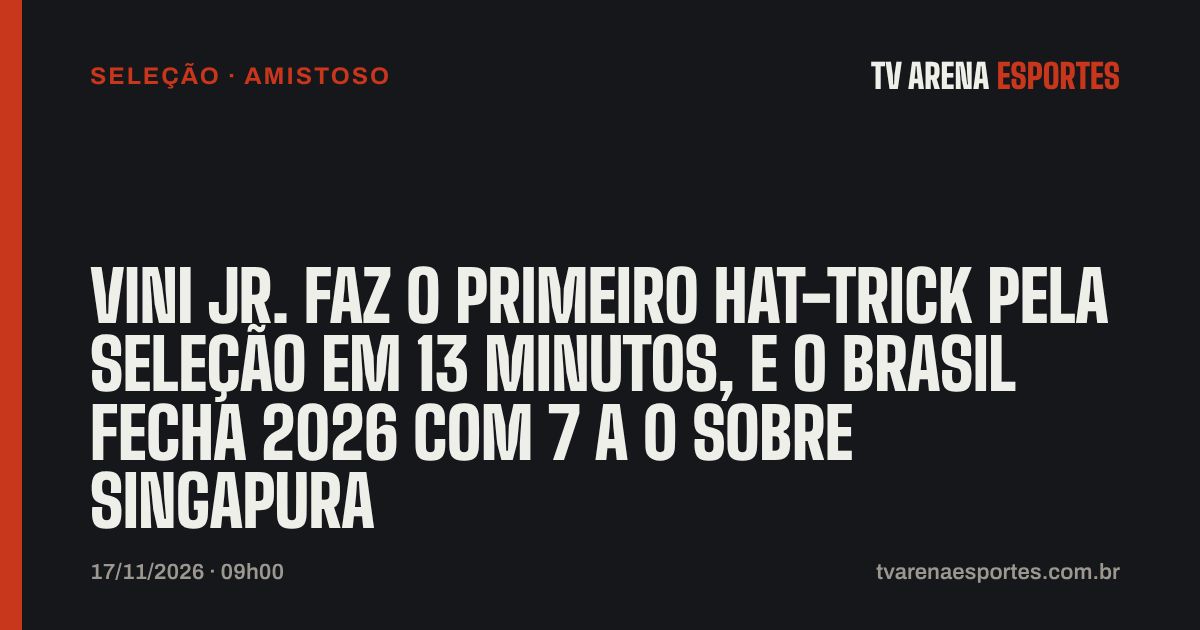 SELEÇÃO · AMISTOSO
TV ARENA ESPORTES
VINI JR. FAZ O PRIMEIRO HAT-TRICK PELA
SELEÇÃO EM 13 MINUTOS, E O BRASIL
FECHA 2026 COM 7 A 0 SOBRE
SINGAPURA
17/11/2026 · 09h00
tvarenaesportes.com.br